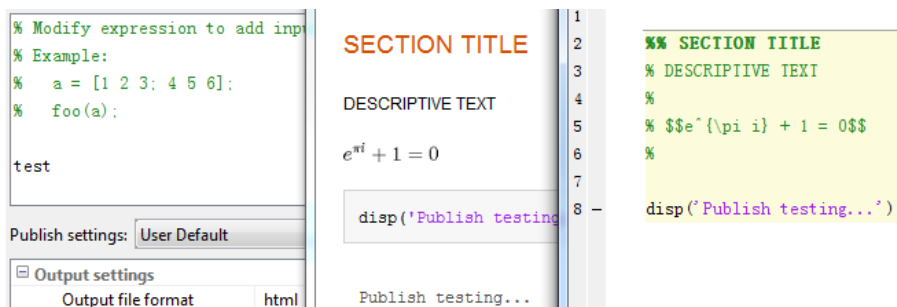 % Modify expression to add inpu
% Example:
%   a = [1 2 3; 4 5 6];
%   foo(a);
test
Publish settings: User Default
Output settings
Output file format html
SECTION TITLE
DESCRIPTIVE TEXT
e^{πi} + 1 = 0
disp('Publish testing
Publish testing...
1
2 %% SECTION TITLE
3 % DESCRIPTIVE TEXT
4 %
5 % $$e^{\pi i} + 1 = 0$$
6 %
7
8 – disp('Publish testing...')